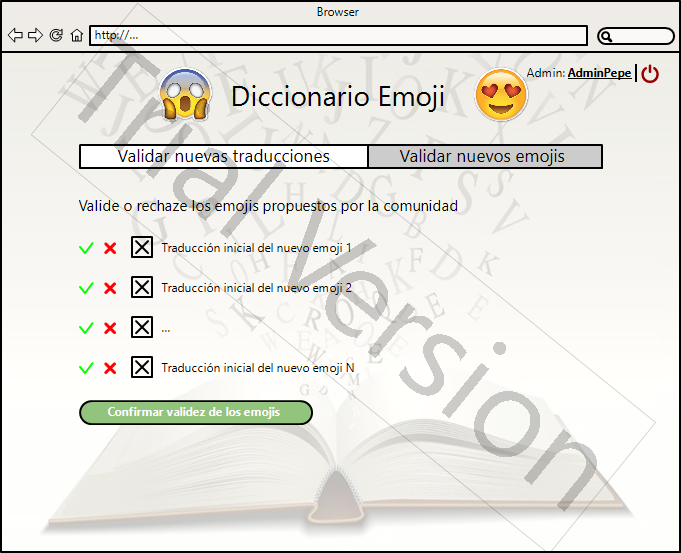 Browser
http://...
Admin: AdminPepe
Diccionario Emoji
Validar nuevas traducciones
Validar nuevos emojis
Valide o rechaze los emojis propuestos por la comunidad
Traducción inicial del nuevo emoji 1
Traducción inicial del nuevo emoji 2
...
Traducción inicial del nuevo emoji N
Confirmar validez de los emojis
Trial Version